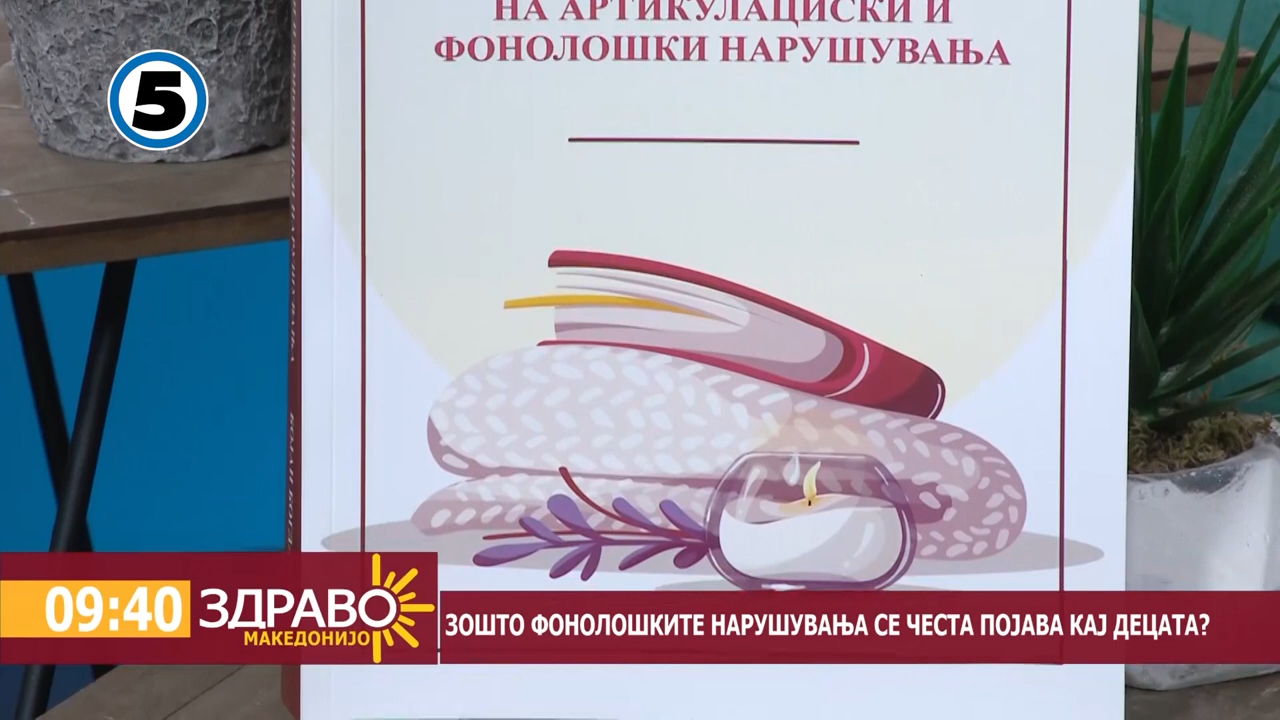 НА АРТИКУЛАЦИСКИ И
ФОНОЛОШКИ НАРУШУВАЊА
5
09:40
ЗДРАВО
МАКЕДОНИЈО
ЗОШТО ФОНОЛОШКИТЕ НАРУШУВАЊА СЕ ЧЕСТА ПОЈАВА КАЈ ДЕЦАТА?